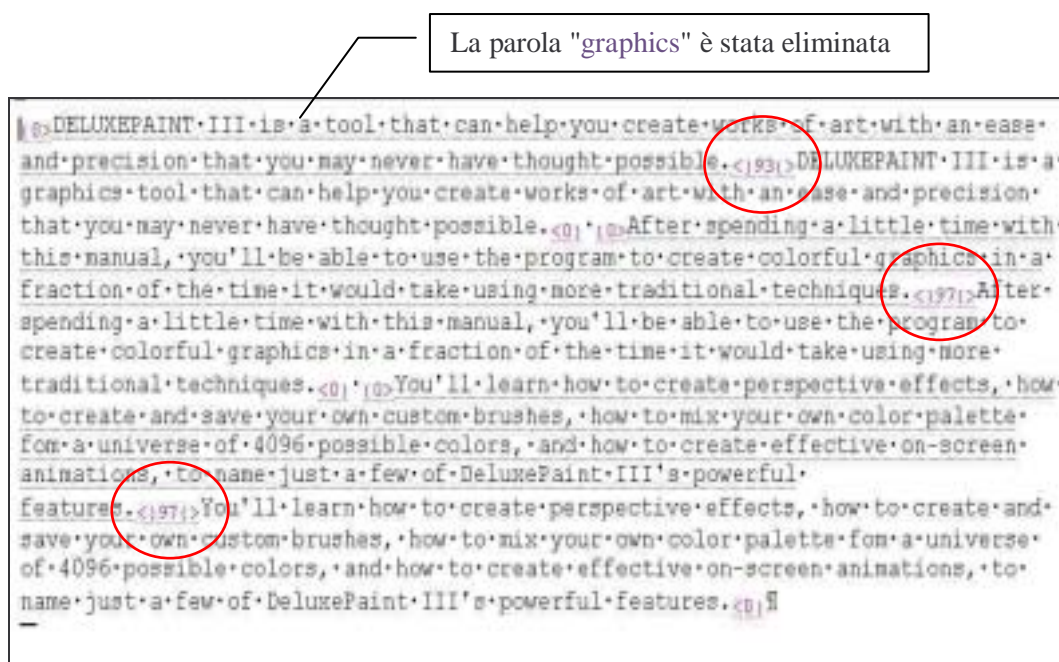 La parola "graphics" è stata eliminata
{0>DELUXEPAINT·III·is·a·tool·that·can·help·you·create·works·of·art·with·an·ease·
and·precision·that·you·may·never·have·thought·possible.<}93{>DELUXEPAINT·III·is·a·
graphics·tool·that·can·help·you·create·works·of·art·with·an·ease·and·precision·
that·you·may·never·have·thought·possible.<0}·{0>After·spending·a·little·time·with·
this·manual,·you'll·be·able·to·use·the·program·to·create·colorful·graphics·in·a·
fraction·of·the·time·it·would·take·using·more·traditional·techniques.<}97{>After·
spending·a·little·time·with·this·manual,·you'll·be·able·to·use·the·program·to·
create·colorful·graphics·in·a·fraction·of·the·time·it·would·take·using·more·
traditional·techniques.<0}·{0>You'll·learn·how·to·create·perspective·effects,·how·
to·create·and·save·your·own·custom·brushes,·how·to·mix·your·own·color·palette·
fom·a·universe·of·4096·possible·colors,·and·how·to·create·effective·on-screen·
animations,·to·name·just·a·few·of·DeluxePaint·III's·powerful·
features.<}97{>You'll·learn·how·to·create·perspective·effects,·how·to·create·and·
save·your·own·custom·brushes,·how·to·mix·your·own·color·palette·fom·a·universe·
of·4096·possible·colors,·and·how·to·create·effective·on-screen·animations,·to·
name·just·a·few·of·DeluxePaint·III's·powerful·features.<0}¶